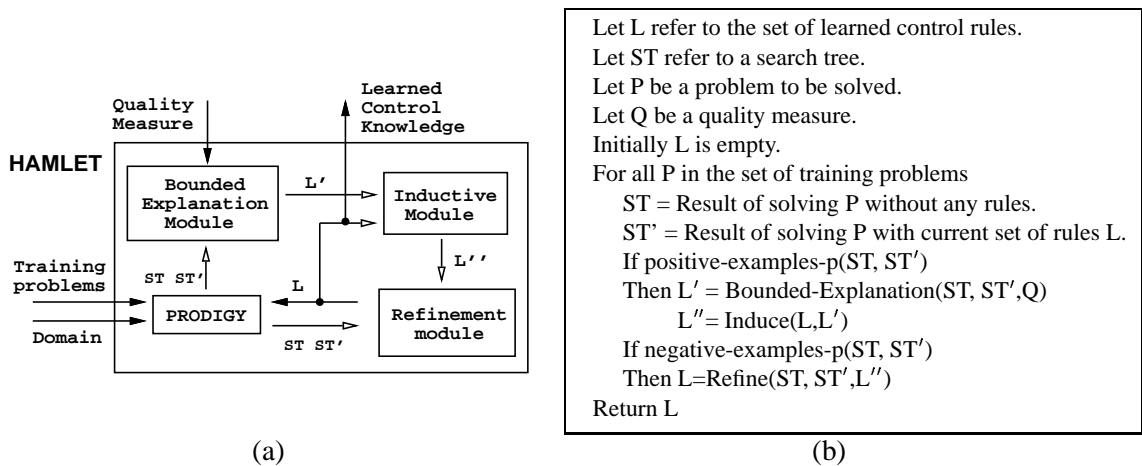 Quality
Measure
Learned
Control
Knowledge
HAMLET
Bounded
Explanation
Module
L'
Inductive
Module
L''
Training
problems
ST ST'
L
PRODIGY
Refinement
module
Domain
ST ST'
(a)
Let L refer to the set of learned control rules.
Let ST refer to a search tree.
Let P be a problem to be solved.
Let Q be a quality measure.
Initially L is empty.
For all P in the set of training problems
ST = Result of solving P without any rules.
ST' = Result of solving P with current set of rules L.
If positive-examples-p(ST, ST′)
Then L′ = Bounded-Explanation(ST, ST′,Q)
L″= Induce(L,L′)
If negative-examples-p(ST, ST′)
Then L=Refine(ST, ST′,L″)
Return L
(b)